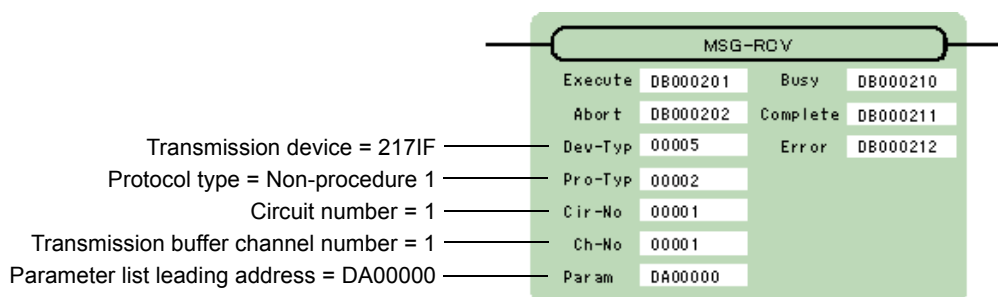 MSG-RCV
Execute DB000201 Busy DB000210
Abort DB000202 Complete DB000211
Transmission device = 217IF Dev-Typ 00005 Error DB000212
Protocol type = Non-procedure 1 Pro-Typ 00002
Circuit number = 1 Cir-No 00001
Transmission buffer channel number = 1 Ch-No 00001
Parameter list leading address = DA00000 Param DA00000